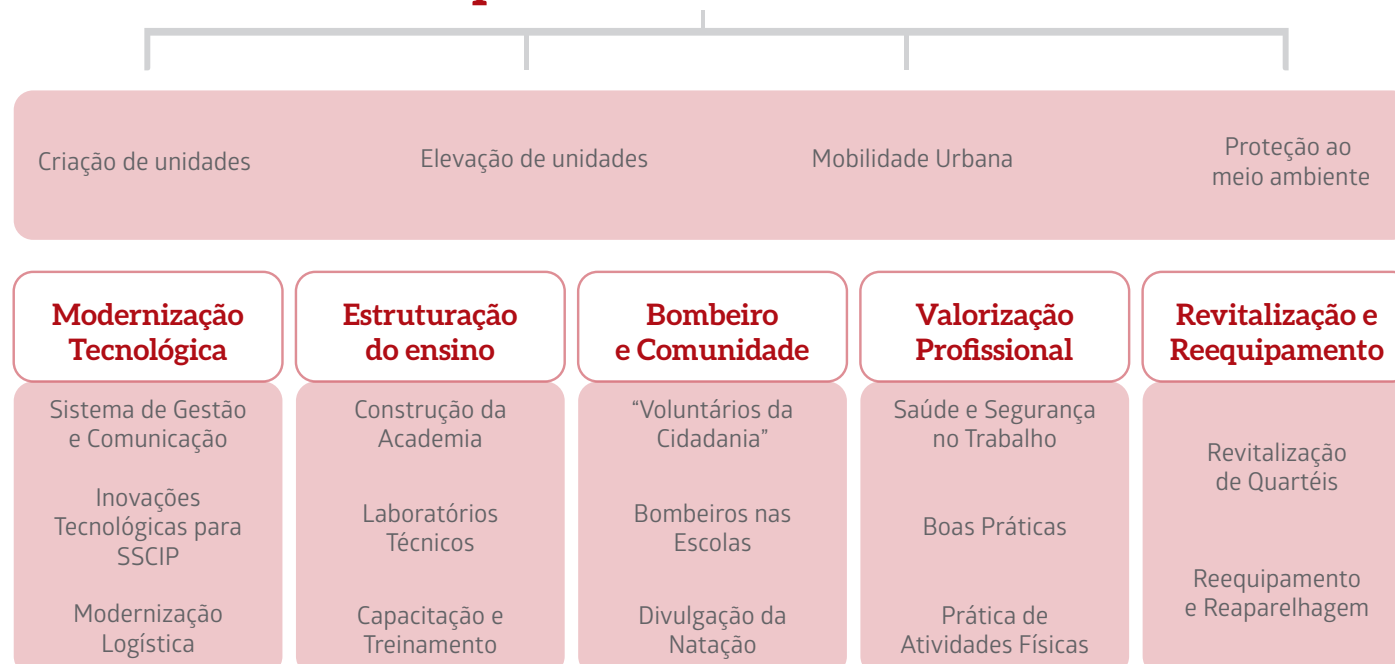 Criação de unidades
Elevação de unidades
Mobilidade Urbana
Proteção ao
meio ambiente
Modernização
Tecnológica
Sistema de Gestão
e Comunicação
Inovações
Tecnológicas para
SSCIP
Modernização
Logística
Estruturação
do ensino
Construção da
Academia
Laboratórios
Técnicos
Capacitação e
Treinamento
Bombeiro
e Comunidade
“Voluntários da
Cidadania”
Bombeiros nas
Escolas
Divulgação da
Natação
Valorização
Profissional
Saúde e Segurança
no Trabalho
Boas Práticas
Prática de
Atividades Físicas
Revitalização e
Reequipamento
Revitalização
de Quartéis
Reequipamento
e Reaparelhagem